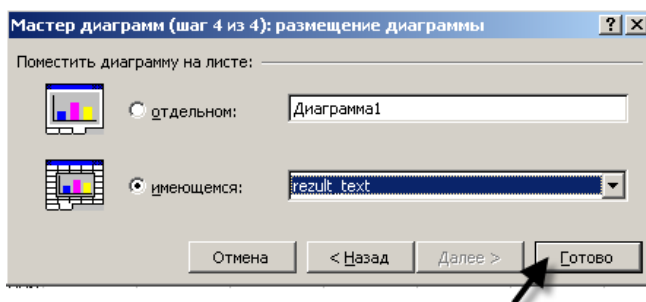 Мастер диаграмм (шаг 4 из 4): размещение диаграммы
Поместить диаграмму на листе:
отдельном: Диаграмма1
имеющемся: rezult_text
Отмена < Назад Далее > Готово